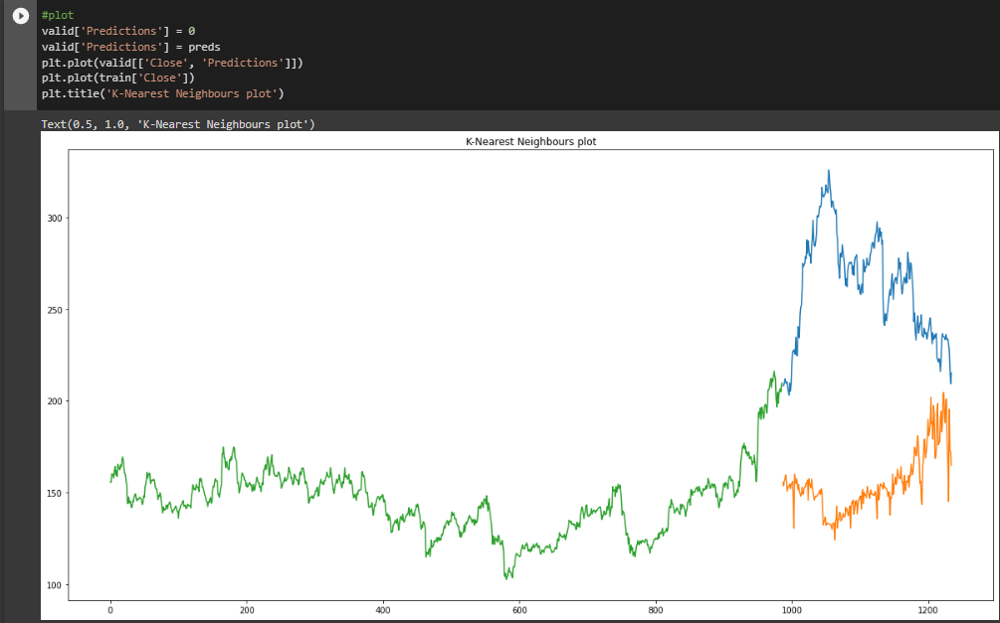 #plot
valid['Predictions'] = 0
valid['Predictions'] = preds
plt.plot(valid[['Close', 'Predictions']])
plt.plot(train['Close'])
plt.title('K-Nearest Neighbours plot')
Text(0.5, 1.0, 'K-Nearest Neighbours plot')
K-Nearest Neighbours plot
300
250
200
150
100
0 200 400 600 800 1000 1200